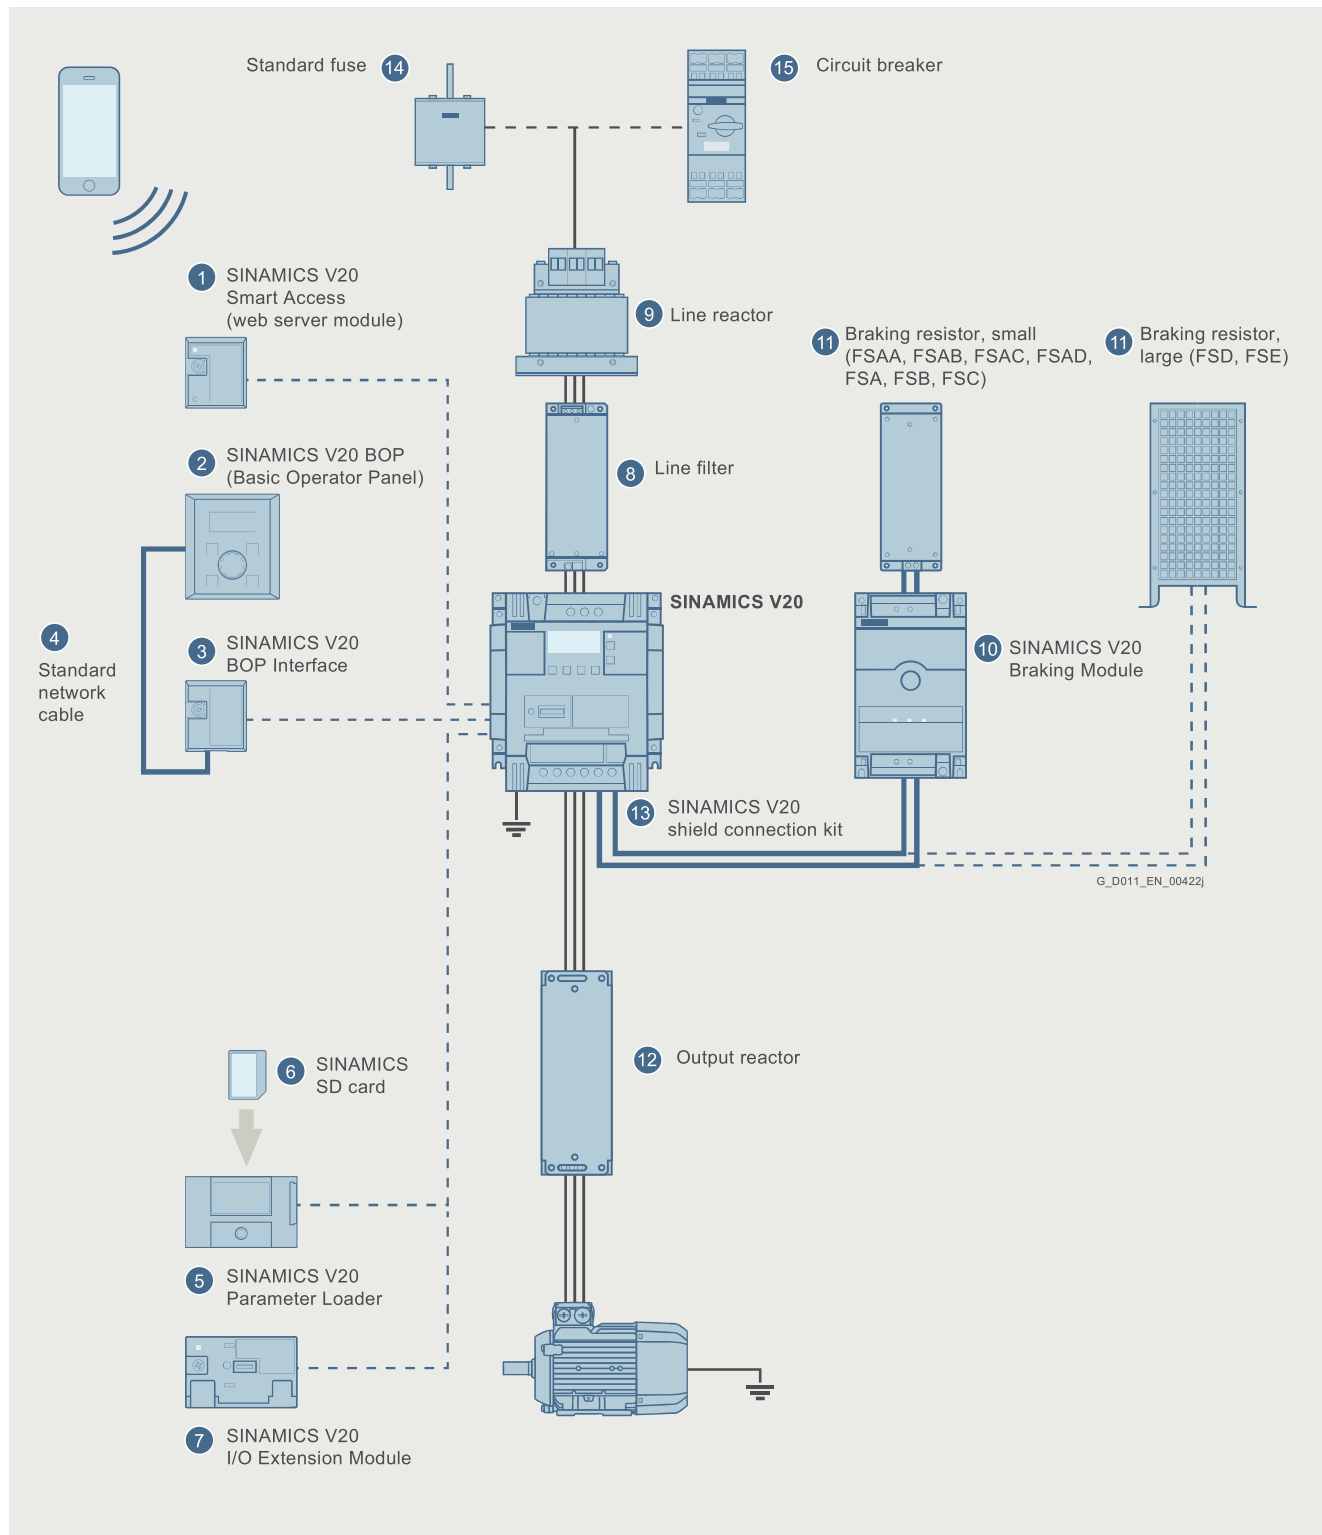 Standard fuse 14
15 Circuit breaker
1 SINAMICS V20
Smart Access
(web server module)
9 Line reactor
11 Braking resistor, small
(FSAA, FSAB, FSAC, FSAD,
FSA, FSB, FSC)
11 Braking resistor,
large (FSD, FSE)
2 SINAMICS V20 BOP
(Basic Operator Panel)
8 Line filter
SINAMICS V20
4
Standard
network
cable
3 SINAMICS V20
BOP Interface
10 SINAMICS V20
Braking Module
13 SINAMICS V20
shield connection kit
G_D011_EN_00422j
12 Output reactor
6 SINAMICS
SD card
5 SINAMICS V20
Parameter Loader
7 SINAMICS V20
I/O Extension Module